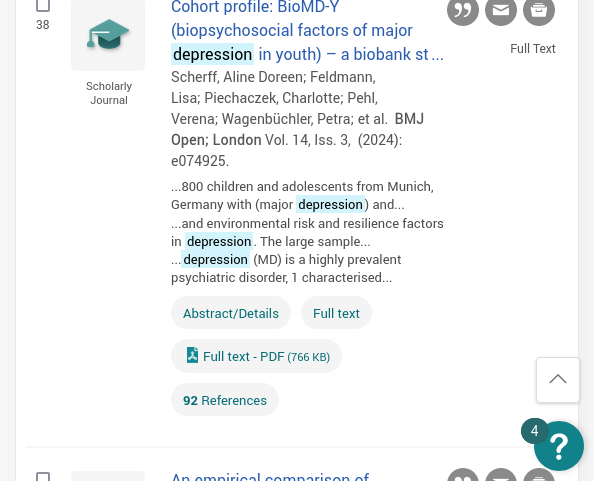 38
Scholarly
Journal
Cohort profile: BioMD-Y
(biopsychosocial factors of major
depression in youth) – a biobank st ...
Scherff, Aline Doreen; Feldmann,
Lisa; Piechaczek, Charlotte; Pehl,
Verena; Wagenbüchler, Petra; et al. BMJ
Open; London Vol. 14, Iss. 3, (2024):
e074925.
...800 children and adolescents from Munich,
Germany with (major depression) and...
...and environmental risk and resilience factors
in depression. The large sample...
...depression (MD) is a highly prevalent
psychiatric disorder, 1 characterised...
Abstract/Details
Full text
Full text - PDF (766 KB)
92 References
Full Text
4
?
An empirical comparison of